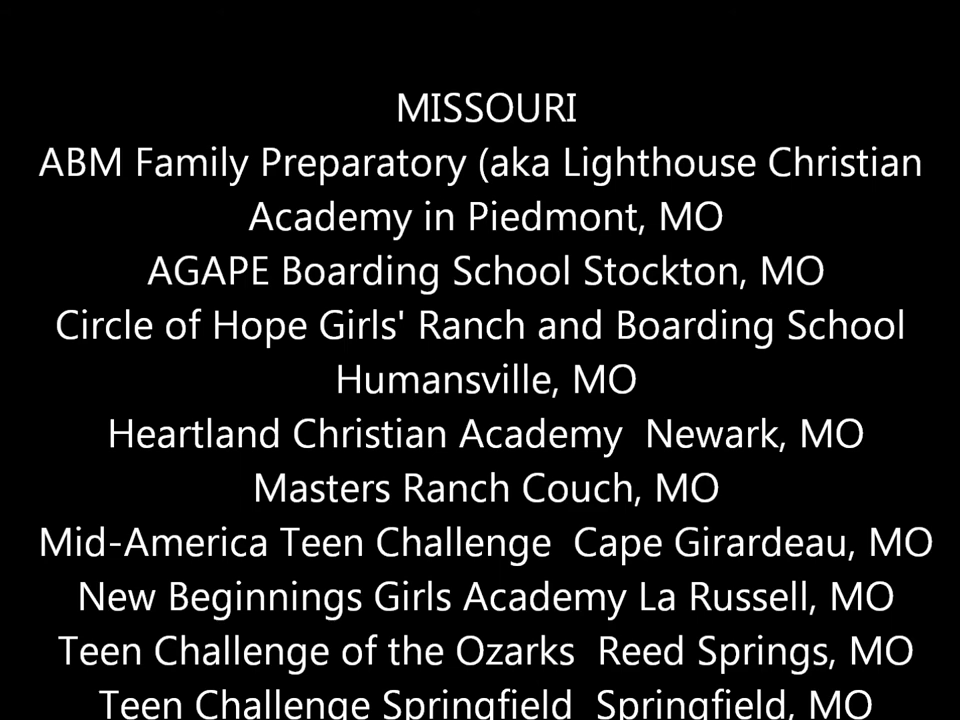 MISSOURI
ABM Family Preparatory (aka Lighthouse Christian
Academy in Piedmont, MO
AGAPE Boarding School Stockton, MO
Circle of Hope Girls' Ranch and Boarding School
Humansville, MO
Heartland Christian Academy  Newark, MO
Masters Ranch Couch, MO
Mid-America Teen Challenge  Cape Girardeau, MO
New Beginnings Girls Academy La Russell, MO
Teen Challenge of the Ozarks  Reed Springs, MO
Teen Challenge Springfield  Springfield, MO